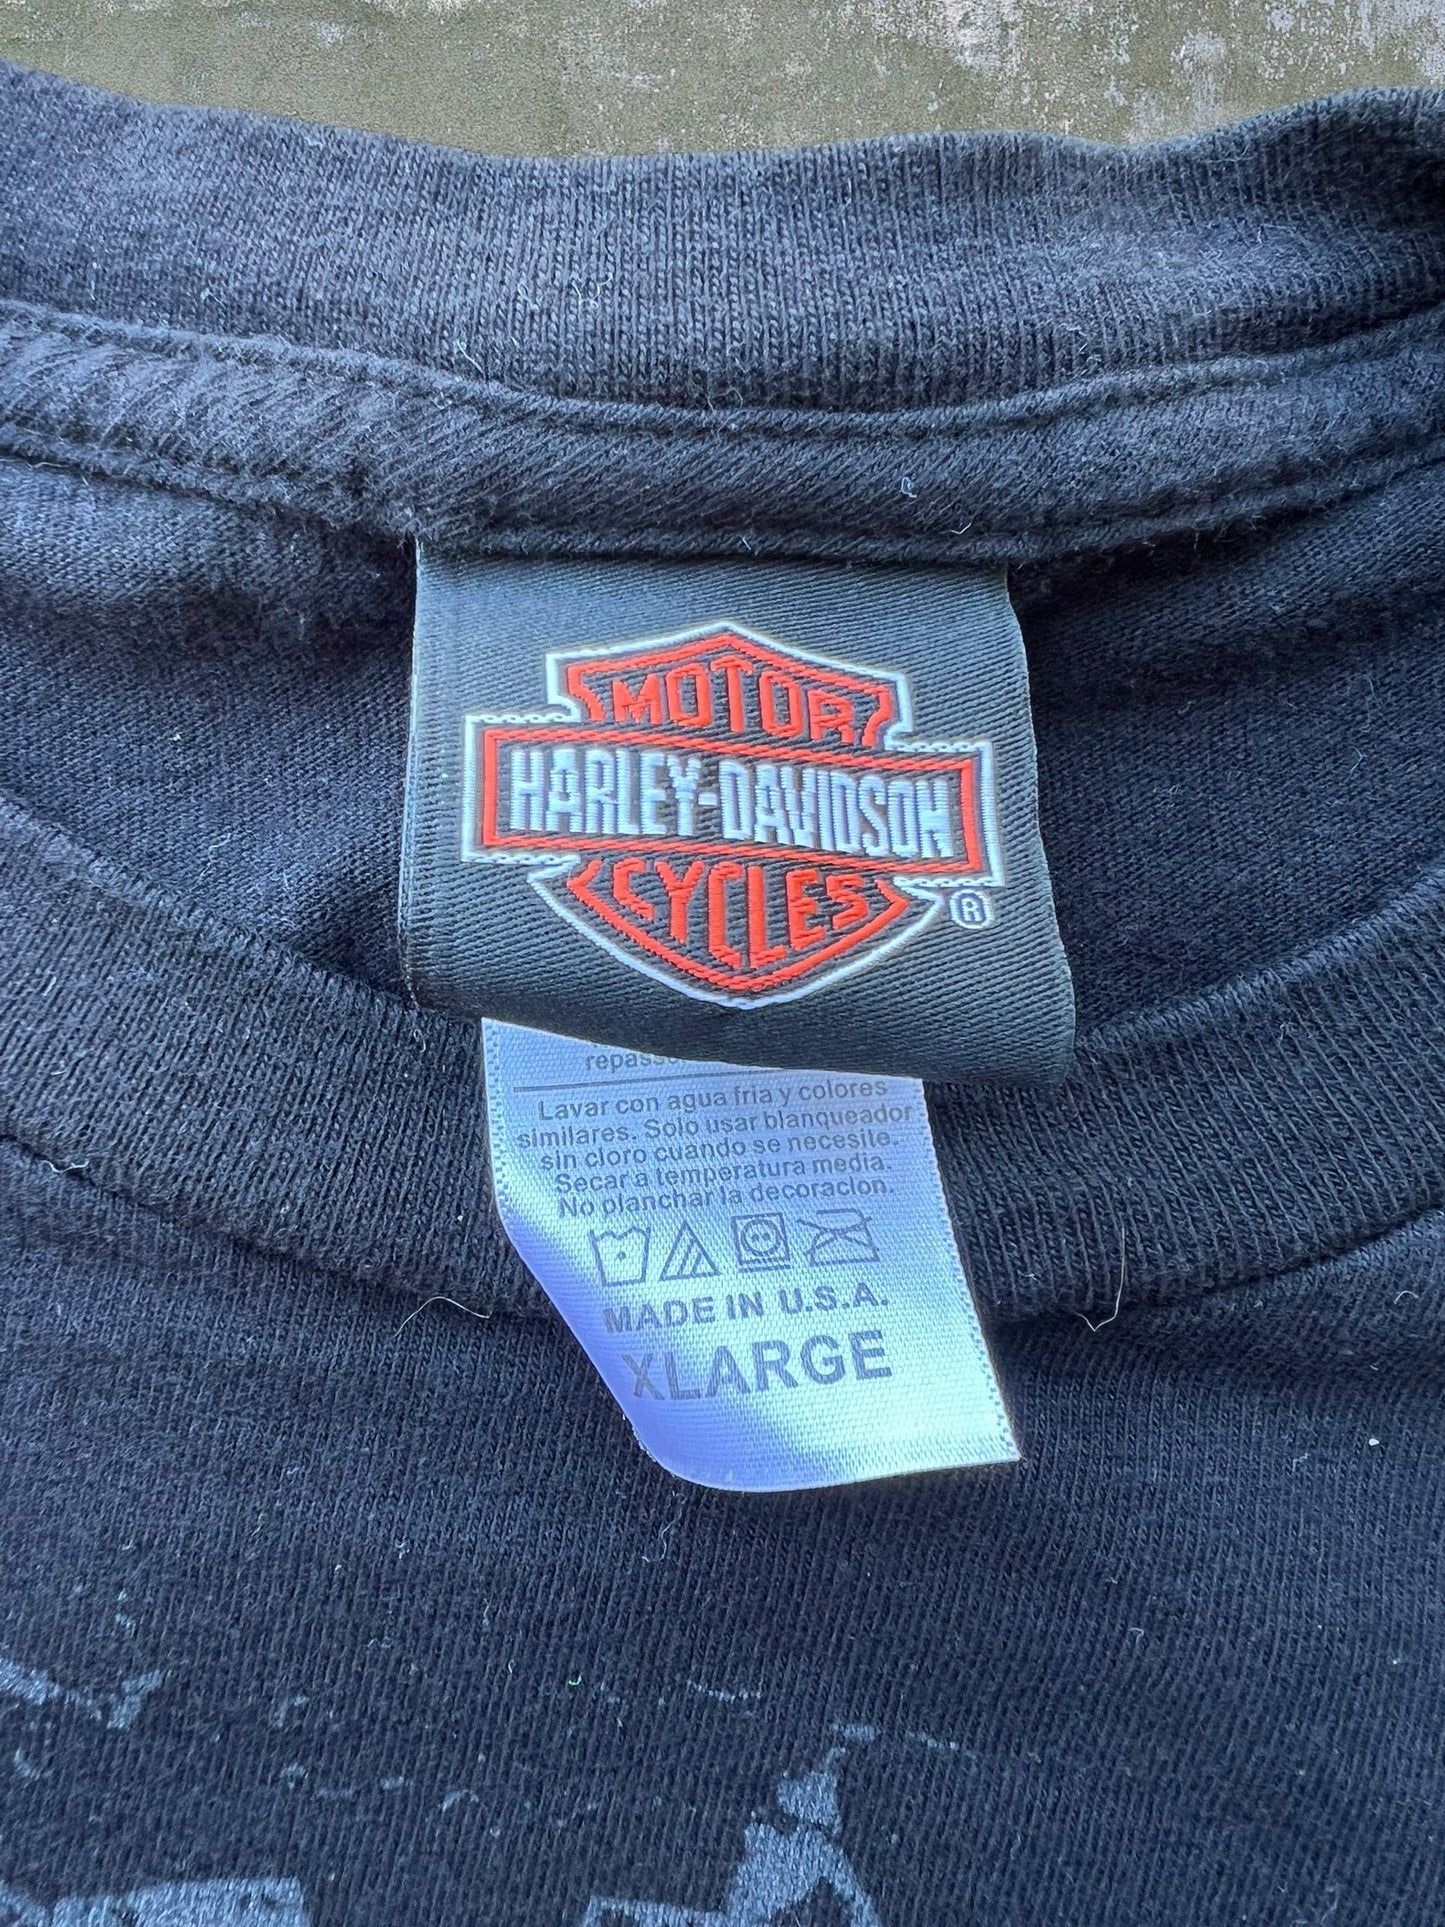 MOTOR
HARLEY-DAVIDSON
CYCLES
®
Lavar con agua fria y colores
similares. Solo usar blanqueador
sin cloro cuando se necesite.
Secar a temperatura media.
No planchar la decoracion.
MADE IN U.S.A.
XLARGE